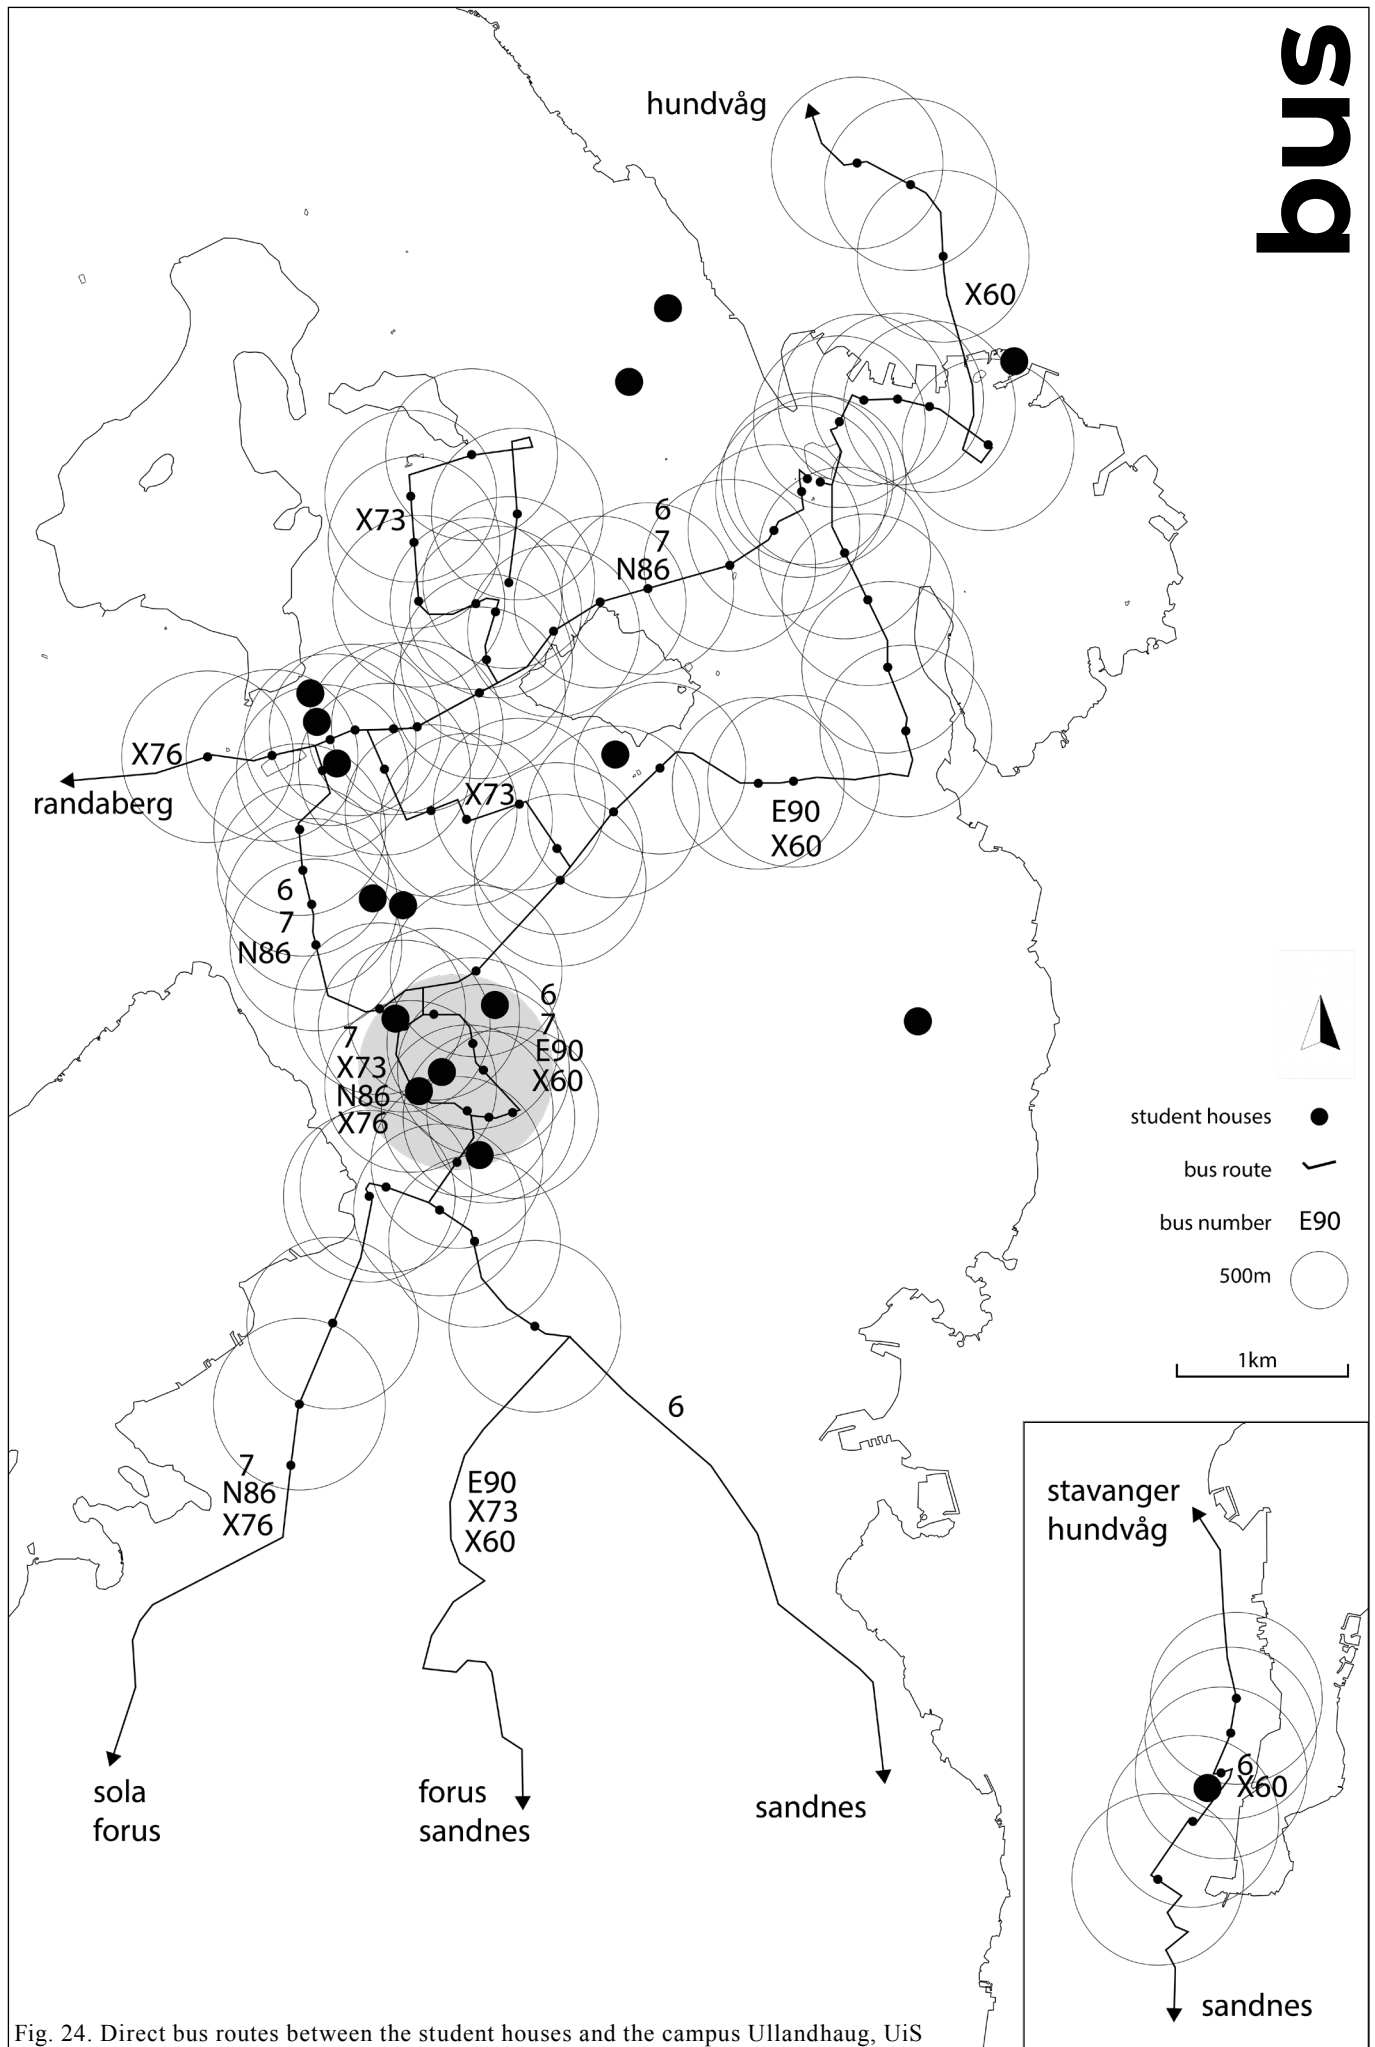 bus
hundvåg
X60
X73
6
7
N86
X76
randaberg
X73
E90
X60
6
7
N86
6
7
E90
X60
7
X73
N86
X76
student houses
bus route
bus number E90
500m
1km
6
7
N86
X76
E90
X73
X60
stavanger
hundvåg
6
X60
sola
forus
forus
sandnes
sandnes
sandnes
Fig. 24. Direct bus routes between the student houses and the campus Ullandhaug, UiS